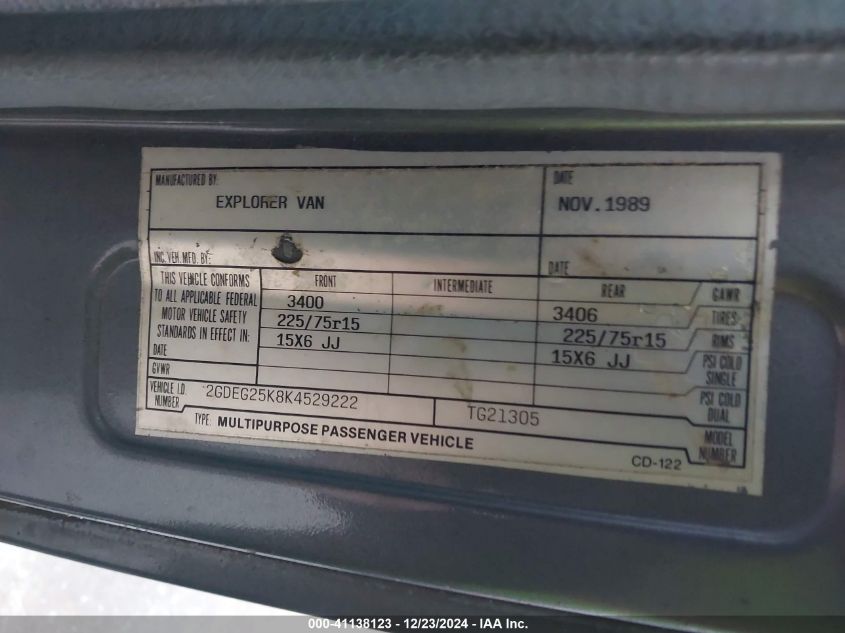 MANUFACTURED BY:
EXPLORER VAN
DATE
NOV.1989
INC. VEH. MFD. BY:
DATE
THIS VEHICLE CONFORMS
TO ALL APPLICABLE FEDERAL
MOTOR VEHICLE SAFETY
STANDARDS IN EFFECT IN:
DATE
FRONT INTERMEDIATE REAR GAWR
3400 3406 TIRES
225/75r15 225/75r15 RIMS
15X6 JJ 15X6 JJ PSI COLD
SINGLE
GVWR
PSI COLD
DUAL
VEHICLE I.D.
NUMBER
2GDEG25K8K4529222
TG21305
MODEL
NUMBER
TYPE: MULTIPURPOSE PASSENGER VEHICLE
CD-122
000-41138123 - 12/23/2024 - IAA Inc.